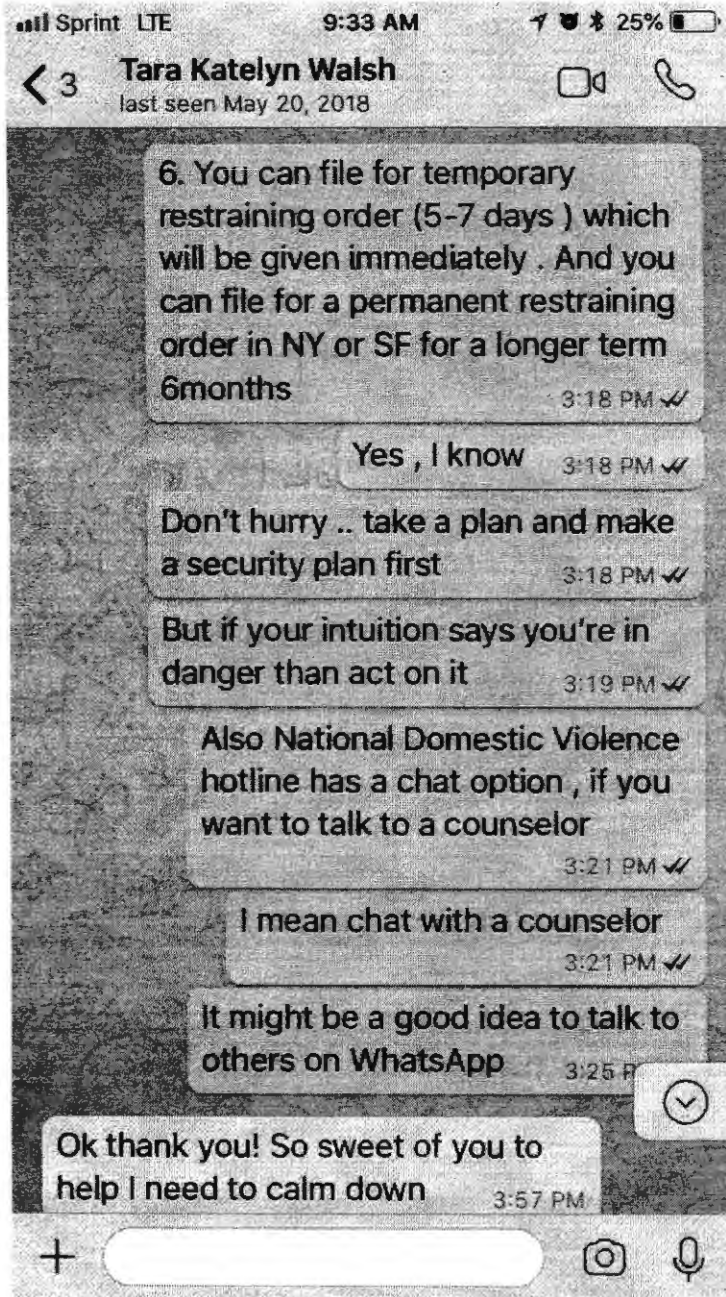 Sprint LTE 9:33 AM 25%
3 Tara Katelyn Walsh
last seen May 20, 2018
6. You can file for temporary
restraining order (5-7 days ) which
will be given immediately . And you
can file for a permanent restraining
order in NY or SF for a longer term
6months 3:18 PM
Yes , I know 3:18 PM
Don't hurry .. take a plan and make
a security plan first 3:18 PM
But if your intuition says you're in
danger than act on it 3:19 PM
Also National Domestic Violence
hotline has a chat option , if you
want to talk to a counselor
3:21 PM
I mean chat with a counselor
3:21 PM
It might be a good idea to talk to
others on WhatsApp 3:25 P
Ok thank you! So sweet of you to
help I need to calm down 3:57 PM